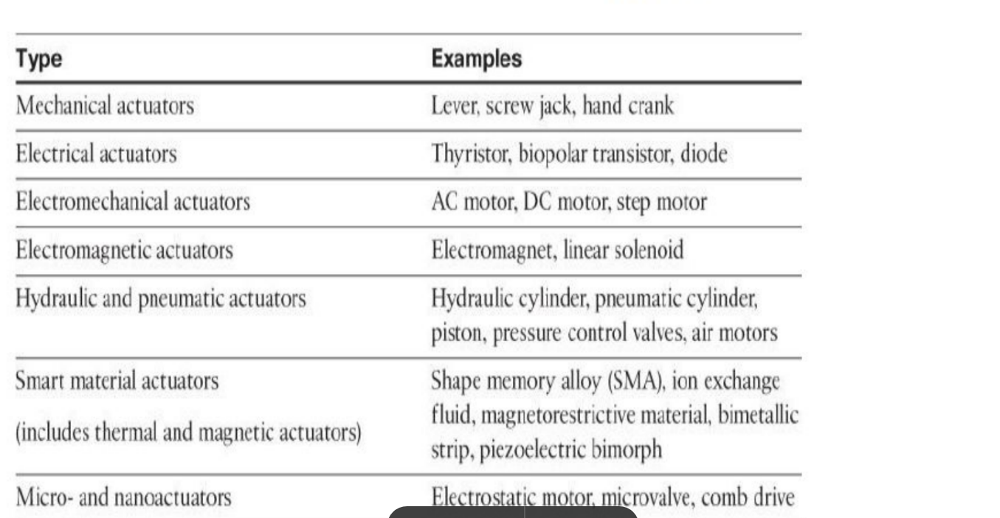 Type Examples
Mechanical actuators Lever, screw jack, hand crank
Electrical actuators Thyristor, biopolar transistor, diode
Electromechanical actuators AC motor, DC motor, step motor
Electromagnetic actuators Electromagnet, linear solenoid
Hydraulic and pneumatic actuators Hydraulic cylinder, pneumatic cylinder,
piston, pressure control valves, air motors
Smart material actuators Shape memory alloy (SMA), ion exchange
fluid, magnetorestrictive material, bimetallic
(includes thermal and magnetic actuators)
strip, piezoelectric bimorph
Micro- and nanoactuators Electrostatic motor, microvalve, comb drive